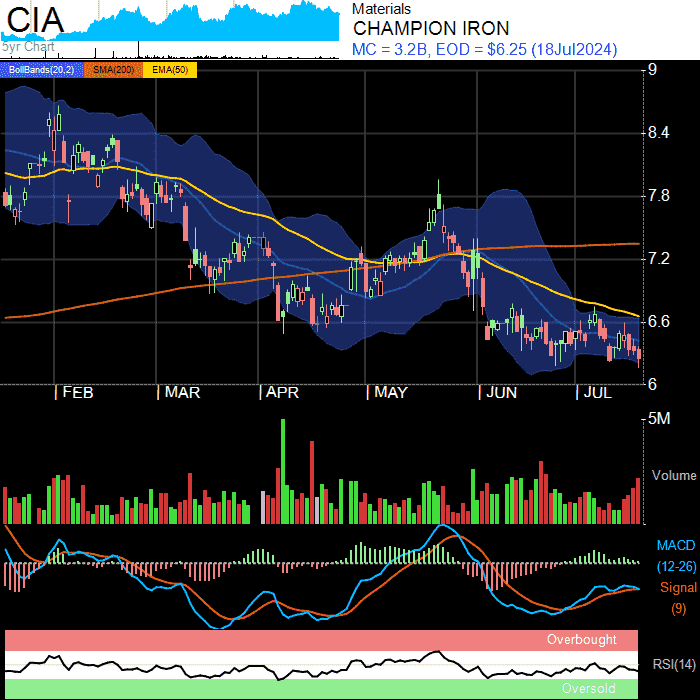 CIA
5yr Chart
Materials
CHAMPION IRON
MC = 3.2B, EOD = $6.25 (18Jul2024)
BollBands(20,2) SMA(200) EMA(50)
9
8.4
7.8
7.2
6.6
6
| FEB | MAR | APR | MAY | JUN | JUL
5M
Volume
MACD
(12-26)
Signal
(9)
Overbought
RSI(14)
Oversold